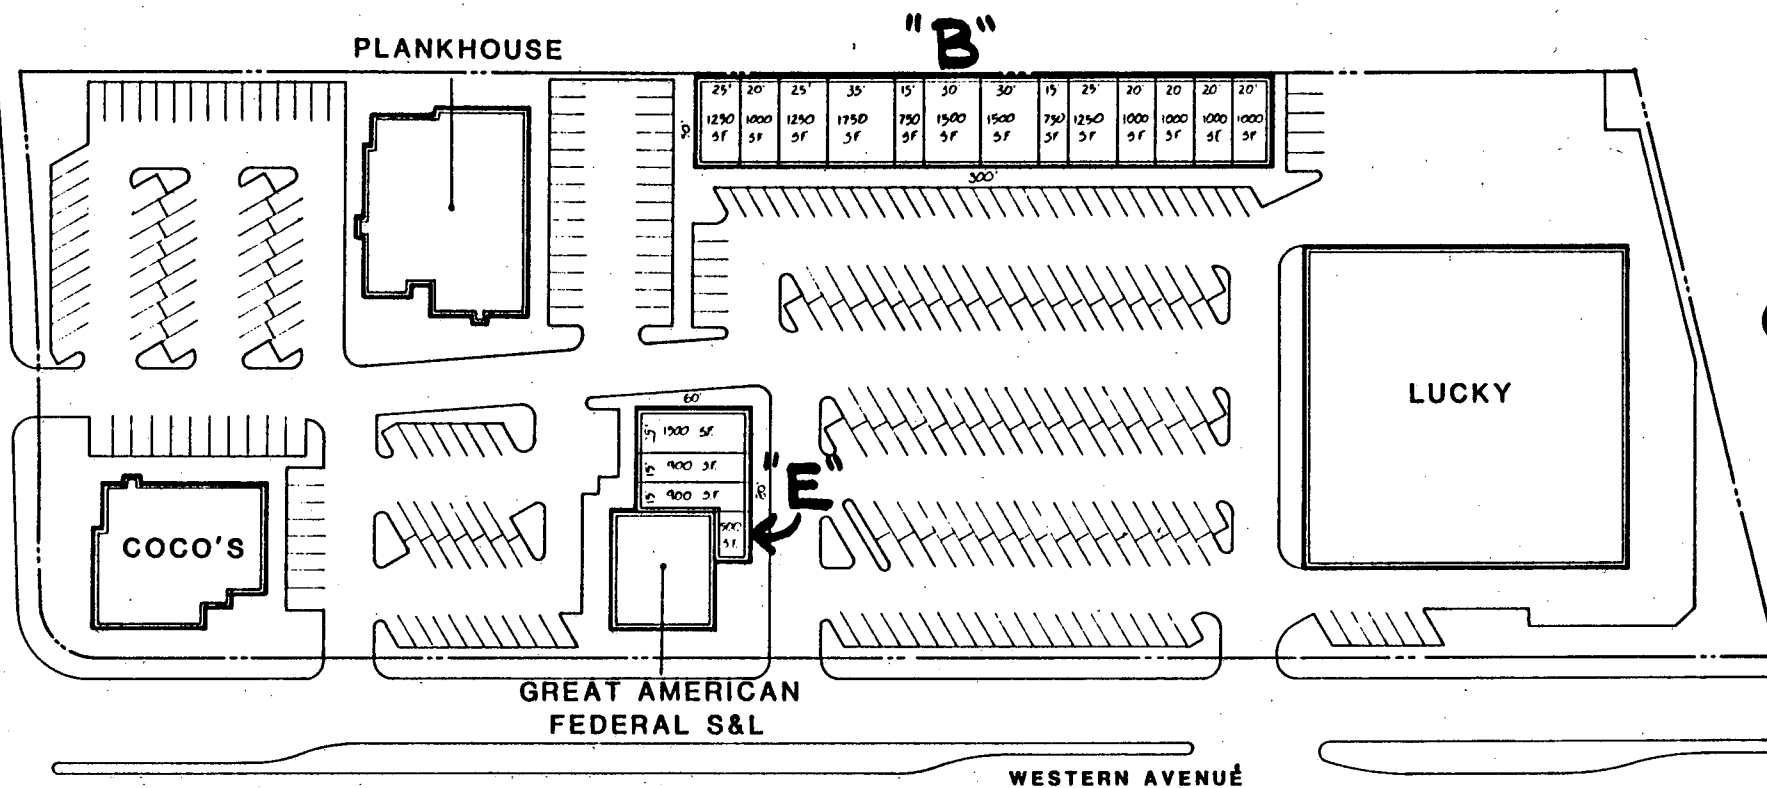 "B"
PLANKHOUSE
25' 20' 25' 35' 15' 30' 30' 15' 25' 20' 20 20' 20'
1250 1000 1250 1750 750 1500 1500 750 1250 1000 1000 1000 1000
SF SF SF SF SF SF SF SF SF SF SF SF SF
300'
LUCKY
60'
1500 SF.
15' 900 SF.
15' 900 SF
"E"
500
S.F.
COCO'S
GREAT AMERICAN
FEDERAL S&L
WESTERN AVENUE